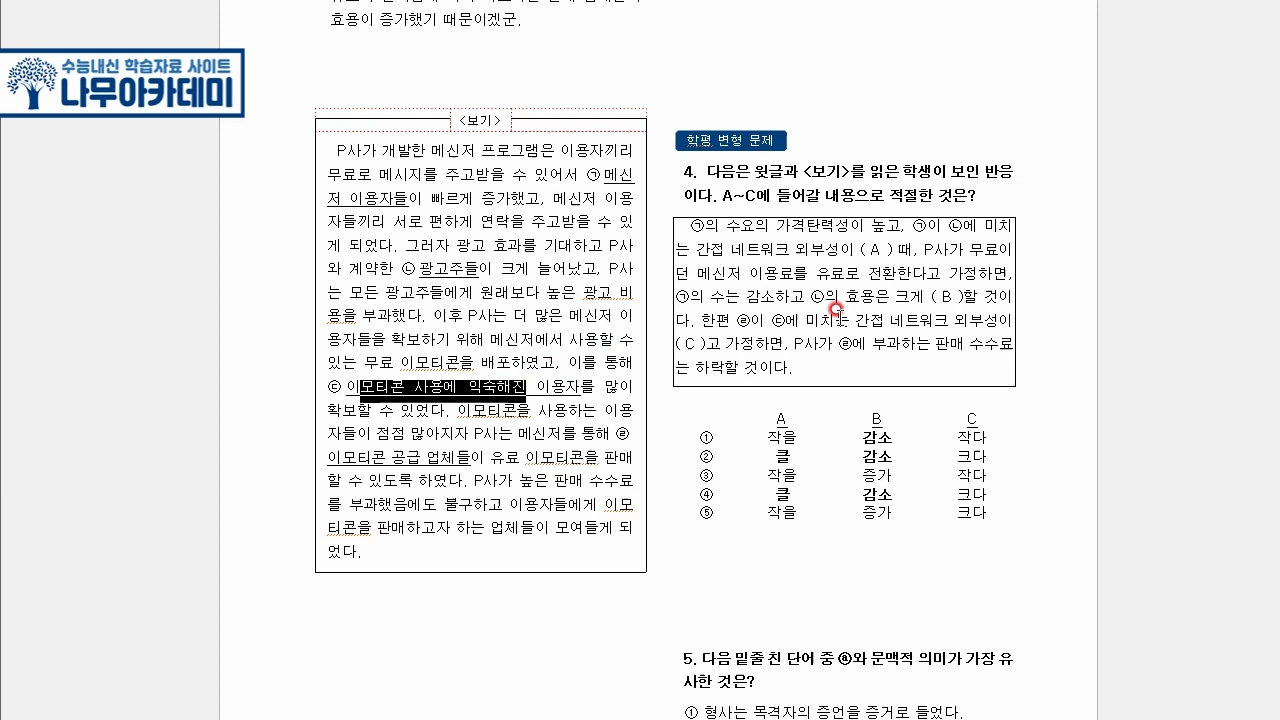 효용이 증가했기 때문이겠군.
수능내신 학습자료 사이트
나무아카데미
<보기>
P사가 개발한 메신저 프로그램은 이용자끼리
무료로 메시지를 주고받을 수 있어서 ㉠메신
저 이용자들이 빠르게 증가했고, 메신저 이용
자들끼리 서로 편하게 연락을 주고받을 수 있
게 되었다. 그러자 광고 효과를 기대하고 P사
와 계약한 ㉡광고주들이 크게 늘어났고, P사
는 모든 광고주들에게 원래보다 높은 광고 비
용을 부과했다. 이후 P사는 더 많은 메신저 이
용자들을 확보하기 위해 메신저에서 사용할 수
있는 무료 이모티콘을 배포하였고, 이를 통해
㉢이모티콘 사용에 익숙해진 이용자를 많이
확보할 수 있었다. 이모티콘을 사용하는 이용
자들이 점점 많아지자 P사는 메신저를 통해 ㉣
이모티콘 공급 업체들이 유료 이모티콘을 판매
할 수 있도록 하였다. P사가 높은 판매 수수료
를 부과했음에도 불구하고 이용자들에게 이모
티콘을 판매하고자 하는 업체들이 모여들게 되
었다.
학평 변형 문제
4. 다음은 윗글과 <보기>를 읽은 학생이 보인 반응
이다. A~C에 들어갈 내용으로 적절한 것은?
㉠의 수요의 가격탄력성이 높고, ㉠이 ㉡에 미치
는 간접 네트워크 외부성이 ( A ) 때, P사가 무료이
던 메신저 이용료를 유료로 전환한다고 가정하면,
㉠의 수는 감소하고 ㉡의 효용은 크게 ( B )할 것이
다. 한편 ㉣이 ㉢에 미치는 간접 네트워크 외부성이
( C )고 가정하면, P사가 ㉣에 부과하는 판매 수수료
는 하락할 것이다.
A B C
① 작을 감소 작다
② 클 감소 크다
③ 작을 증가 작다
④ 클 감소 크다
⑤ 작을 증가 크다
5. 다음 밑줄 친 단어 중 ⓐ와 문맥적 의미가 가장 유
사한 것은?
① 형사는 목격자의 증언을 증거로 들었다.